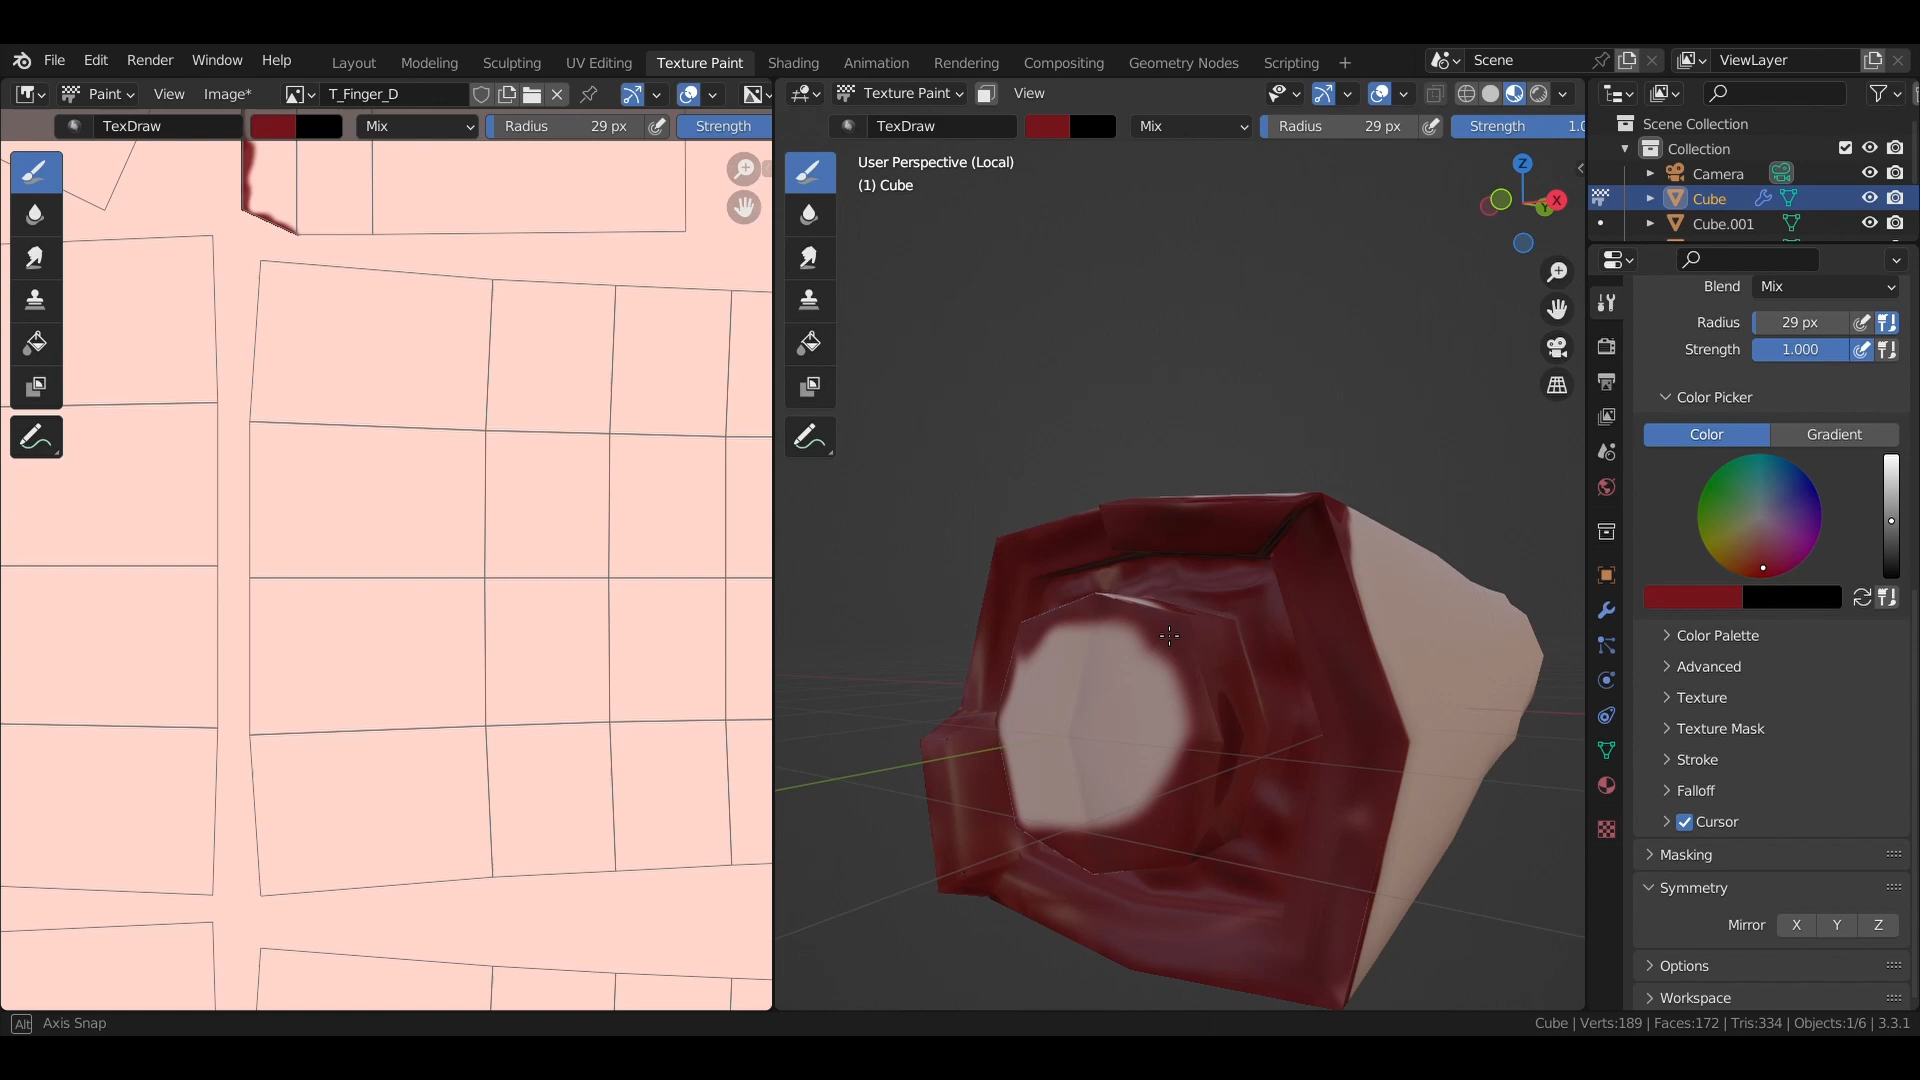 File Edit Render Window Help Layout Modeling Sculpting UV Editing Texture Paint Shading Animation Rendering Compositing Geometry Nodes Scripting + Scene ViewLayer
Paint View Image* T_Finger_D Texture Paint View
TexDraw Mix Radius 29 px Strength TexDraw Mix Radius 29 px Strength 1.0
Scene Collection
Collection
Camera
Cube
Cube.001
User Perspective (Local)
(1) Cube
Z
X
Y
Blend Mix
Radius 29 px
Strength 1.000
Color Picker
Color Gradient
Color Palette
Advanced
Texture
Texture Mask
Stroke
Falloff
Cursor
Masking
Symmetry
Mirror X Y Z
Options
Workspace
Alt Axis Snap Cube | Verts:189 | Faces:172 | Tris:334 | Objects:1/6 | 3.3.1